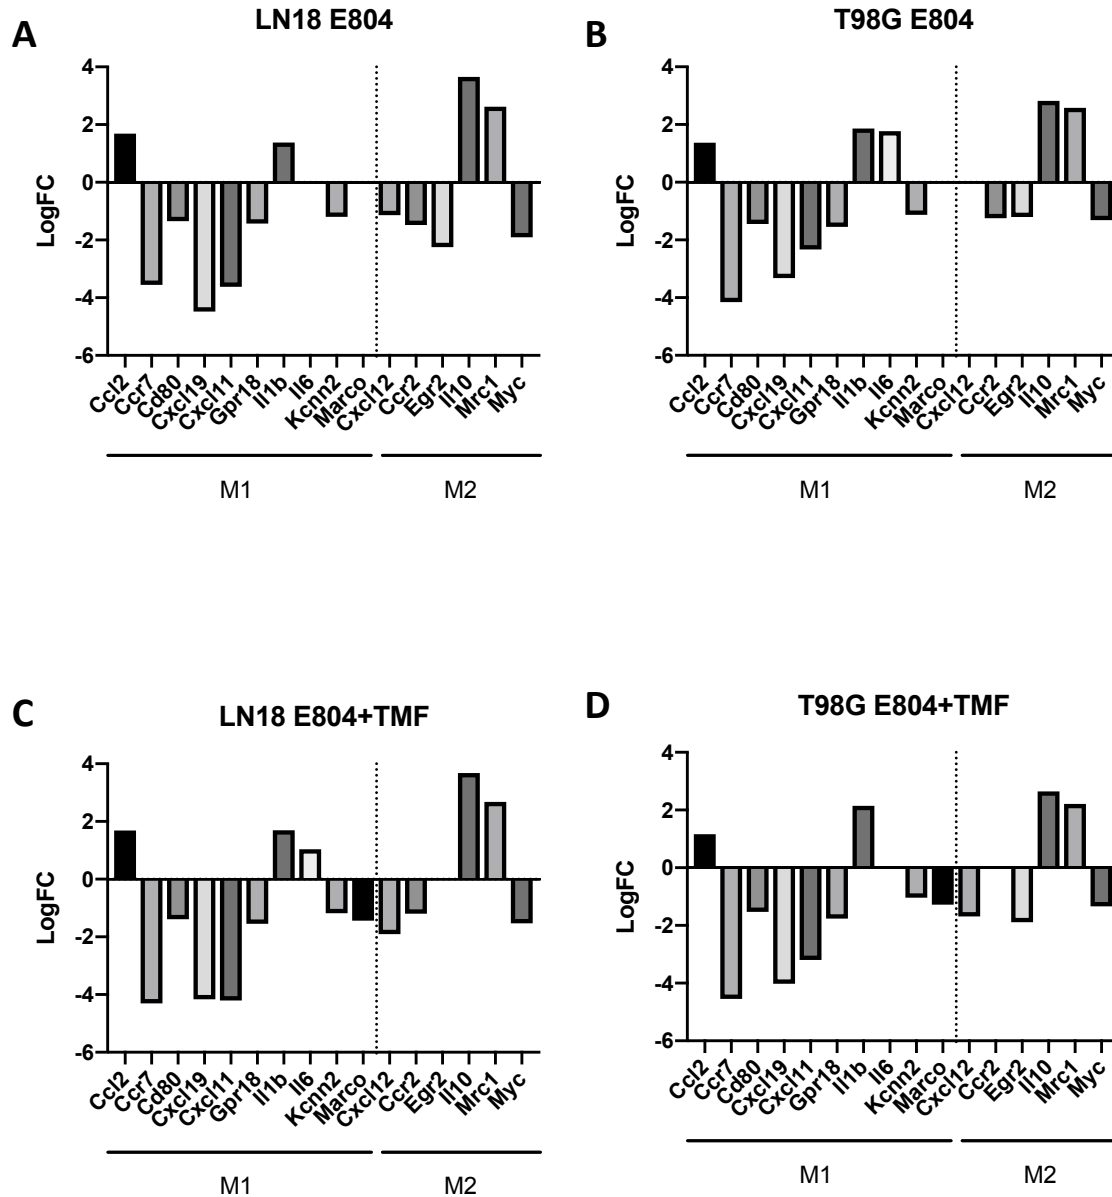 A
LN18 E804
LogFC
4
2
0
-2
-4
-6
Ccl2
Ccr7
Cd80
Cxcl19
Cxcl11
Gpr18
Il1b
Il6
Kcnn2
Marco
Cxcl12
Ccr2
Egr2
Il10
Mrc1
Myc
M1
M2
B
T98G E804
LogFC
4
2
0
-2
-4
-6
Ccl2
Ccr7
Cd80
Cxcl19
Cxcl11
Gpr18
Il1b
Il6
Kcnn2
Marco
Cxcl12
Ccr2
Egr2
Il10
Mrc1
Myc
M1
M2
C
LN18 E804+TMF
LogFC
4
2
0
-2
-4
-6
Ccl2
Ccr7
Cd80
Cxcl19
Cxcl11
Gpr18
Il1b
Il6
Kcnn2
Marco
Cxcl12
Ccr2
Egr2
Il10
Mrc1
Myc
M1
M2
D
T98G E804+TMF
LogFC
4
2
0
-2
-4
-6
Ccl2
Ccr7
Cd80
Cxcl19
Cxcl11
Gpr18
Il1b
Il6
Kcnn2
Marco
Cxcl12
Ccr2
Egr2
Il10
Mrc1
Myc
M1
M2